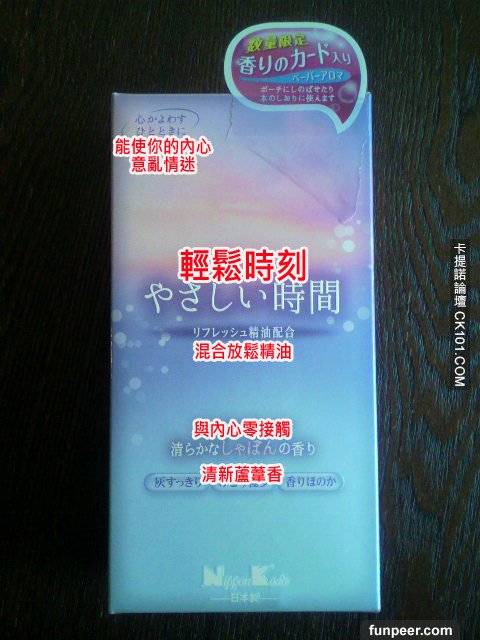 数量限定
香りのカード入り
ペーパーアロマ
ポーチにしのばせたり
本のしおりに使えます
心かよわす
ひとときに
能使你的內心
意亂情迷
輕鬆時刻
やさしい時間
リフレッシュ精油配合
混合放鬆精油
與內心零接觸
清らかなしゃぼんの香り
清新蘆葦香
灰すっきり
香りほのか
Nippon Kodo
日本製
卡提諾論壇 CK101.COM
funpeer.com